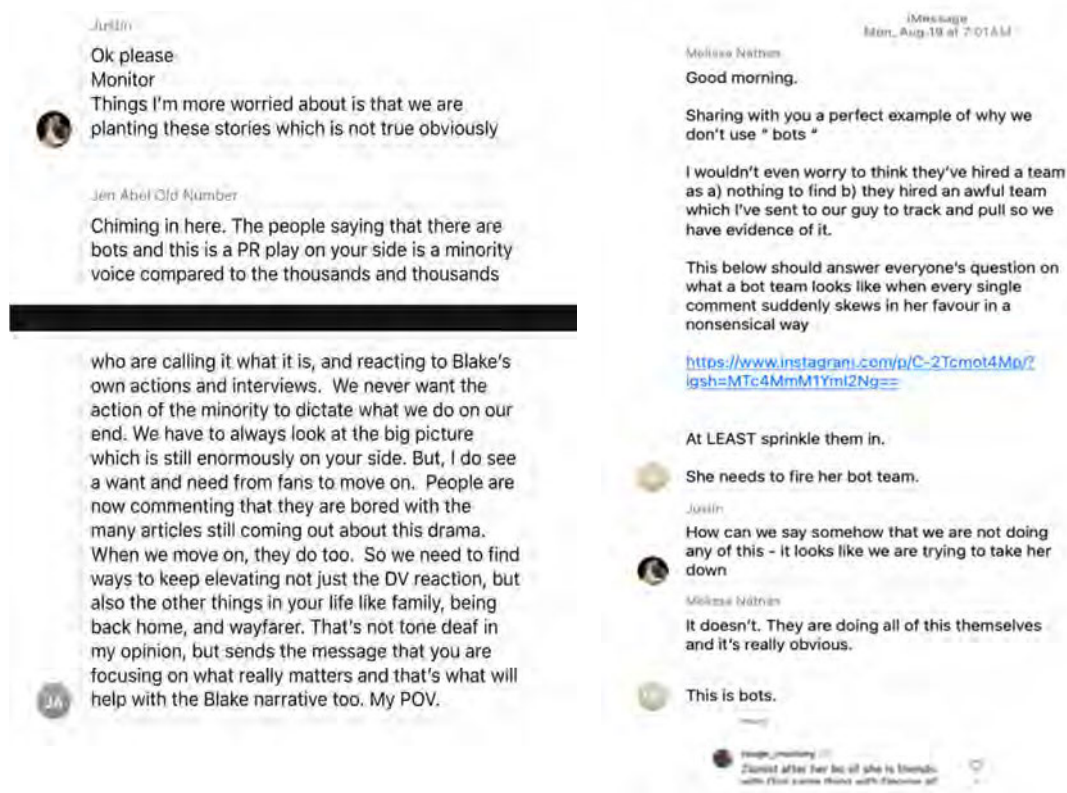 Justin
Ok please
Monitor
Things I'm more worried about is that we are
planting these stories which is not true obviously
Jen Abel Old Number
Chiming in here. The people saying that there are
bots and this is a PR play on your side is a minority
voice compared to the thousands and thousands
who are calling it what it is, and reacting to Blake's
own actions and interviews. We never want the
action of the minority to dictate what we do on our
end. We have to always look at the big picture
which is still enormously on your side. But, I do see
a want and need from fans to move on. People are
now commenting that they are bored with the
many articles still coming out about this drama.
When we move on, they do too. So we need to find
ways to keep elevating not just the DV reaction, but
also the other things in your life like family, being
back home, and wayfarer. That's not tone deaf in
my opinion, but sends the message that you are
focusing on what really matters and that's what will
help with the Blake narrative too. My POV.
JA
iMessage
Mon, Aug 19 at 7:01 AM
Melissa Nathan
Good morning.
Sharing with you a perfect example of why we
don't use " bots "
I wouldn't even worry to think they've hired a team
as a) nothing to find b) they hired an awful team
which I've sent to our guy to track and pull so we
have evidence of it.
This below should answer everyone's question on
what a bot team looks like when every single
comment suddenly skews in her favour in a
nonsensical way
https://www.instagram.com/p/C-2Tcmot4Mp/?
igsh=MTc4MmM1YmI2Ng==
At LEAST sprinkle them in.
She needs to fire her bot team.
Justin
How can we say somehow that we are not doing
any of this - it looks like we are trying to take her
down
Melissa Nathan
It doesn't. They are doing all of this themselves
and it's really obvious.
This is bots.
after her bc of she is friends